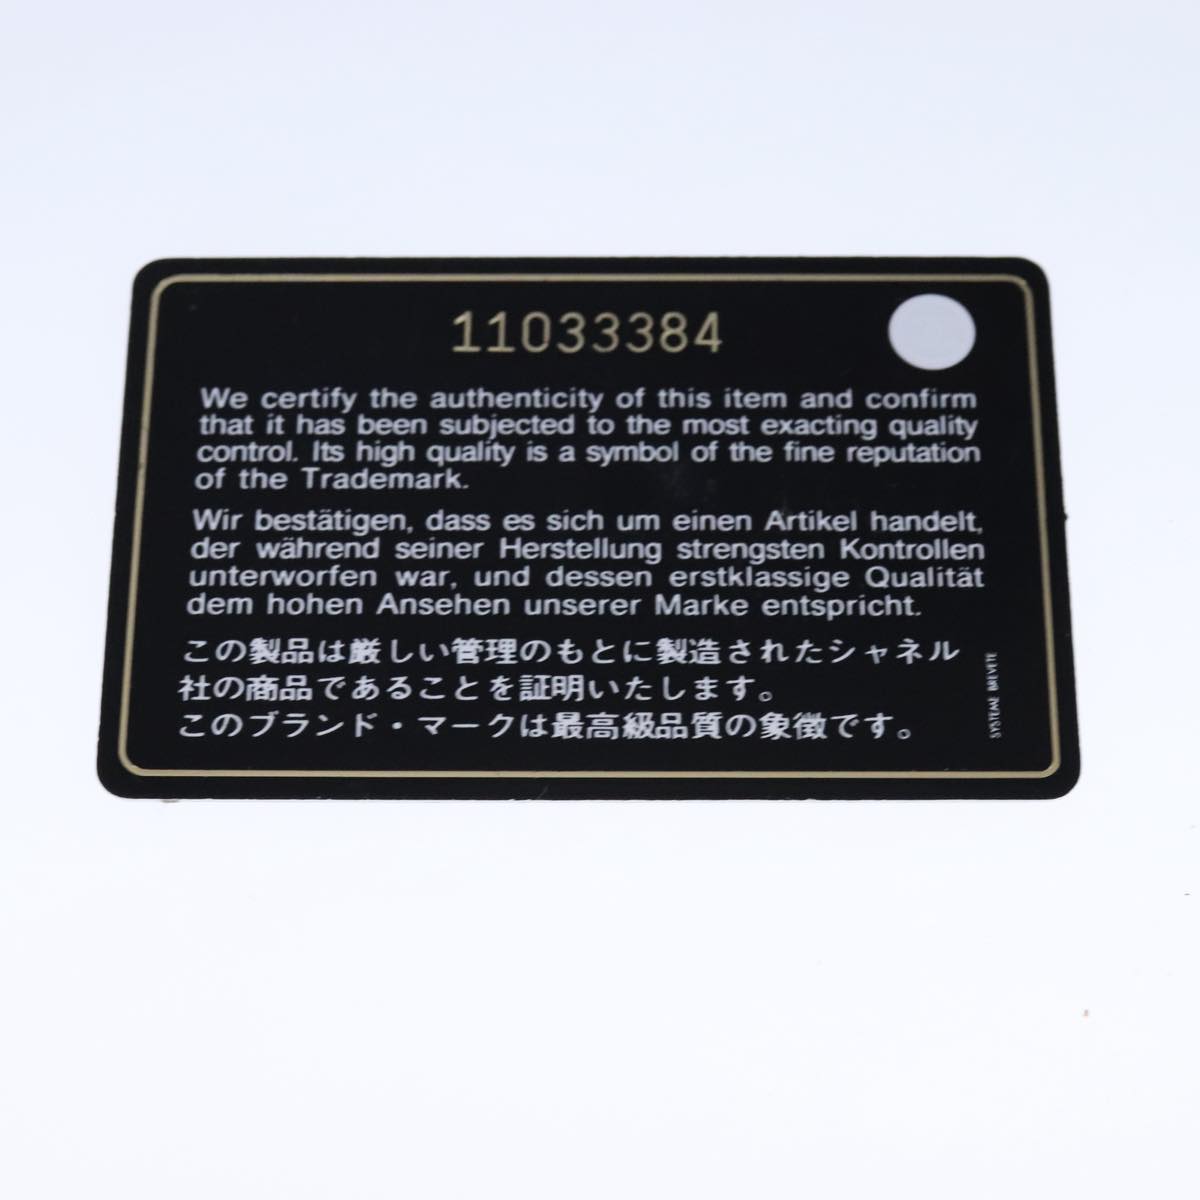 11033384
We certify the authenticity of this item and confirm
that it has been subjected to the most exacting quality
control. Its high quality is a symbol of the fine reputation
of the Trademark.
Wir bestätigen, dass es sich um einen Artikel handelt,
der während seiner Herstellung strengsten Kontrollen
unterworfen war, und dessen erstklassige Qualität
dem hohen Ansehen unserer Marke entspricht.
この製品は厳しい管理のもとに製造されたシャネル
社の商品であることを証明いたします。
このブランド・マークは最高級品質の象徴です。
SYSTEME BREVETE